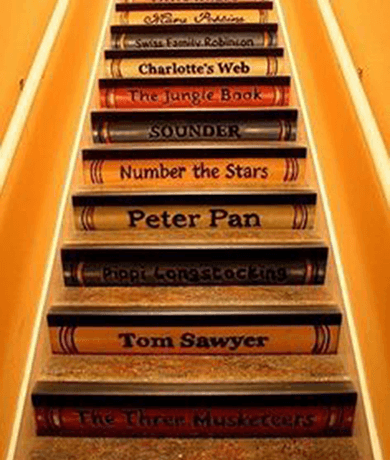 Mary Poppins
Swiss Family Robinson
Charlotte's Web
The Jungle Book
SOUNDER
Number the Stars
Peter Pan
Pippi Longstocking
Tom Sawyer
The Three Musketeers